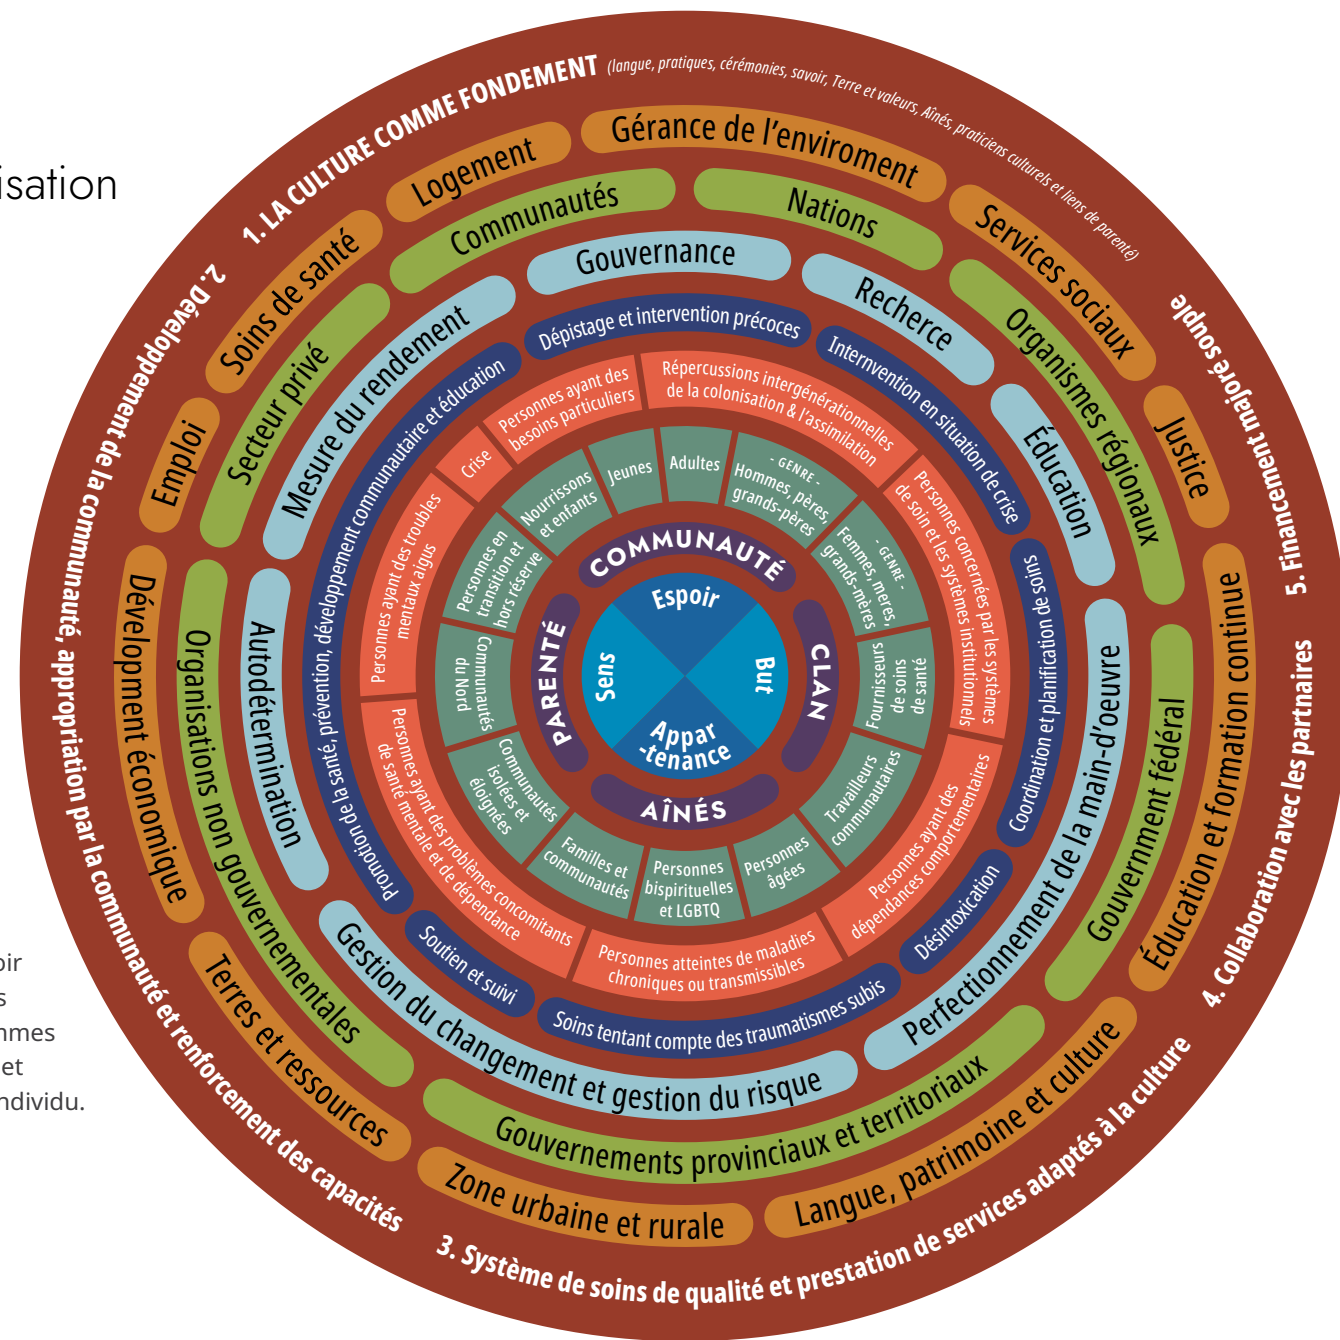 isation
1. LA CULTURE COMME FONDEMENT (langue, pratiques, cérémonies, savoir, Terre et valeurs, Aînés, praticiens culturels et liens de parenté)
2. Développement de la communauté, appropriation par la communauté et renforcement des capacités
3. Système de soins de qualité et prestation de services adaptés à la culture
4. Collaboration avec les partenaires
5. Financement majoré souple
Gérance de l'enviroment
Services sociaux
Justice
Éducation et formation continue
Langue, patrimoine et culture
Zone urbaine et rurale
Terres et ressources
Dévelopment économique
Emploi
Soins de santé
Logement
Communautés
Nations
Organismes régionaux
Gouvernment fédéral
Gouvernements provinciaux et territoriaux
Organisations non gouvernementales
Secteur privé
Gouvernance
Recherce
Éducation
Perfectionnement de la main-d'oeuvre
Gestion du changement et gestion du risque
Autodétermination
Mesure du rendement
Dépistage et intervention précoces
Internvention en situation de crise
Coordination et planification de soins
Désintoxication
Soins tentant compte des traumatismes subis
Soutien et suivi
Promotion de la santé, prévention, développement communautaire et éducation
Répercussions intergénérationnelles
de la colonisation & l'assimilation
Personnes concernées par les systèmes
de soin et les systèmes institutionnels
Personnes ayant des
dépendances comportementaires
Personnes atteintes de maladies
chroniques ou transmissibles
Personnes ayant des problèmes concomitants
de santé mentale et de dépendance
Personnes ayant des troubles
mentaux aigus
Crise
Personnes ayant des
besoins particuliers
Nourrissons
et enfants
Jeunes
Adultes
- GENRE -
Hommes, pères,
grands-pères
- GENRE -
Femmes, meres,
grands-mères
Fournisseurs
de soins
de santé
Travailleurs
communautaires
Personnes
âgées
Personnes
bispirituelles
et LGBTQ
Familles et
communautés
Communautés
isolées et
éloignées
Communautés
du Nord
Personnes en
transition et
hors réserve
COMMUNAUTÉ
CLAN
AÎNÉS
PARENTÉ
Espoir
But
Appar
-tenance
Sens
oir
s
mmes
et
ndividu.